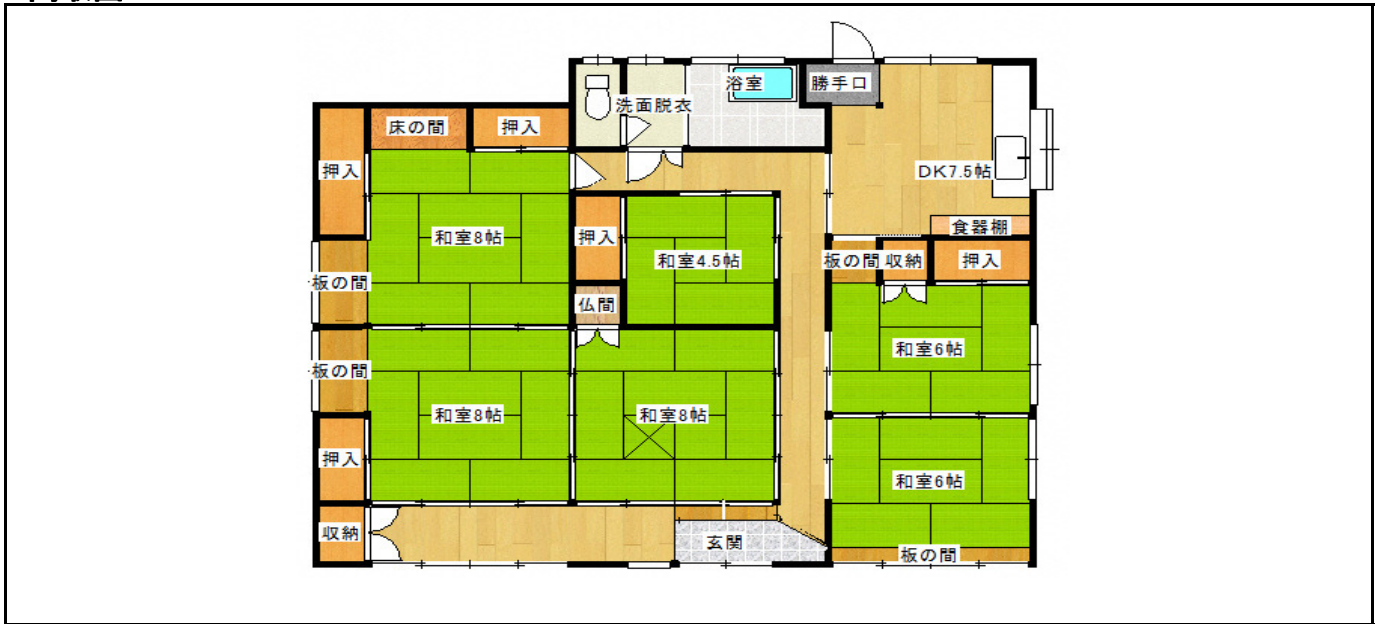 浴室
勝手口
洗面脱衣
床の間
押入
押入
DK7.5帖
食器棚
和室8帖
押入
和室4.5帖
板の間
収納
押入
板の間
仏間
和室6帖
板の間
和室8帖
和室8帖
押入
和室6帖
収納
玄関
板の間